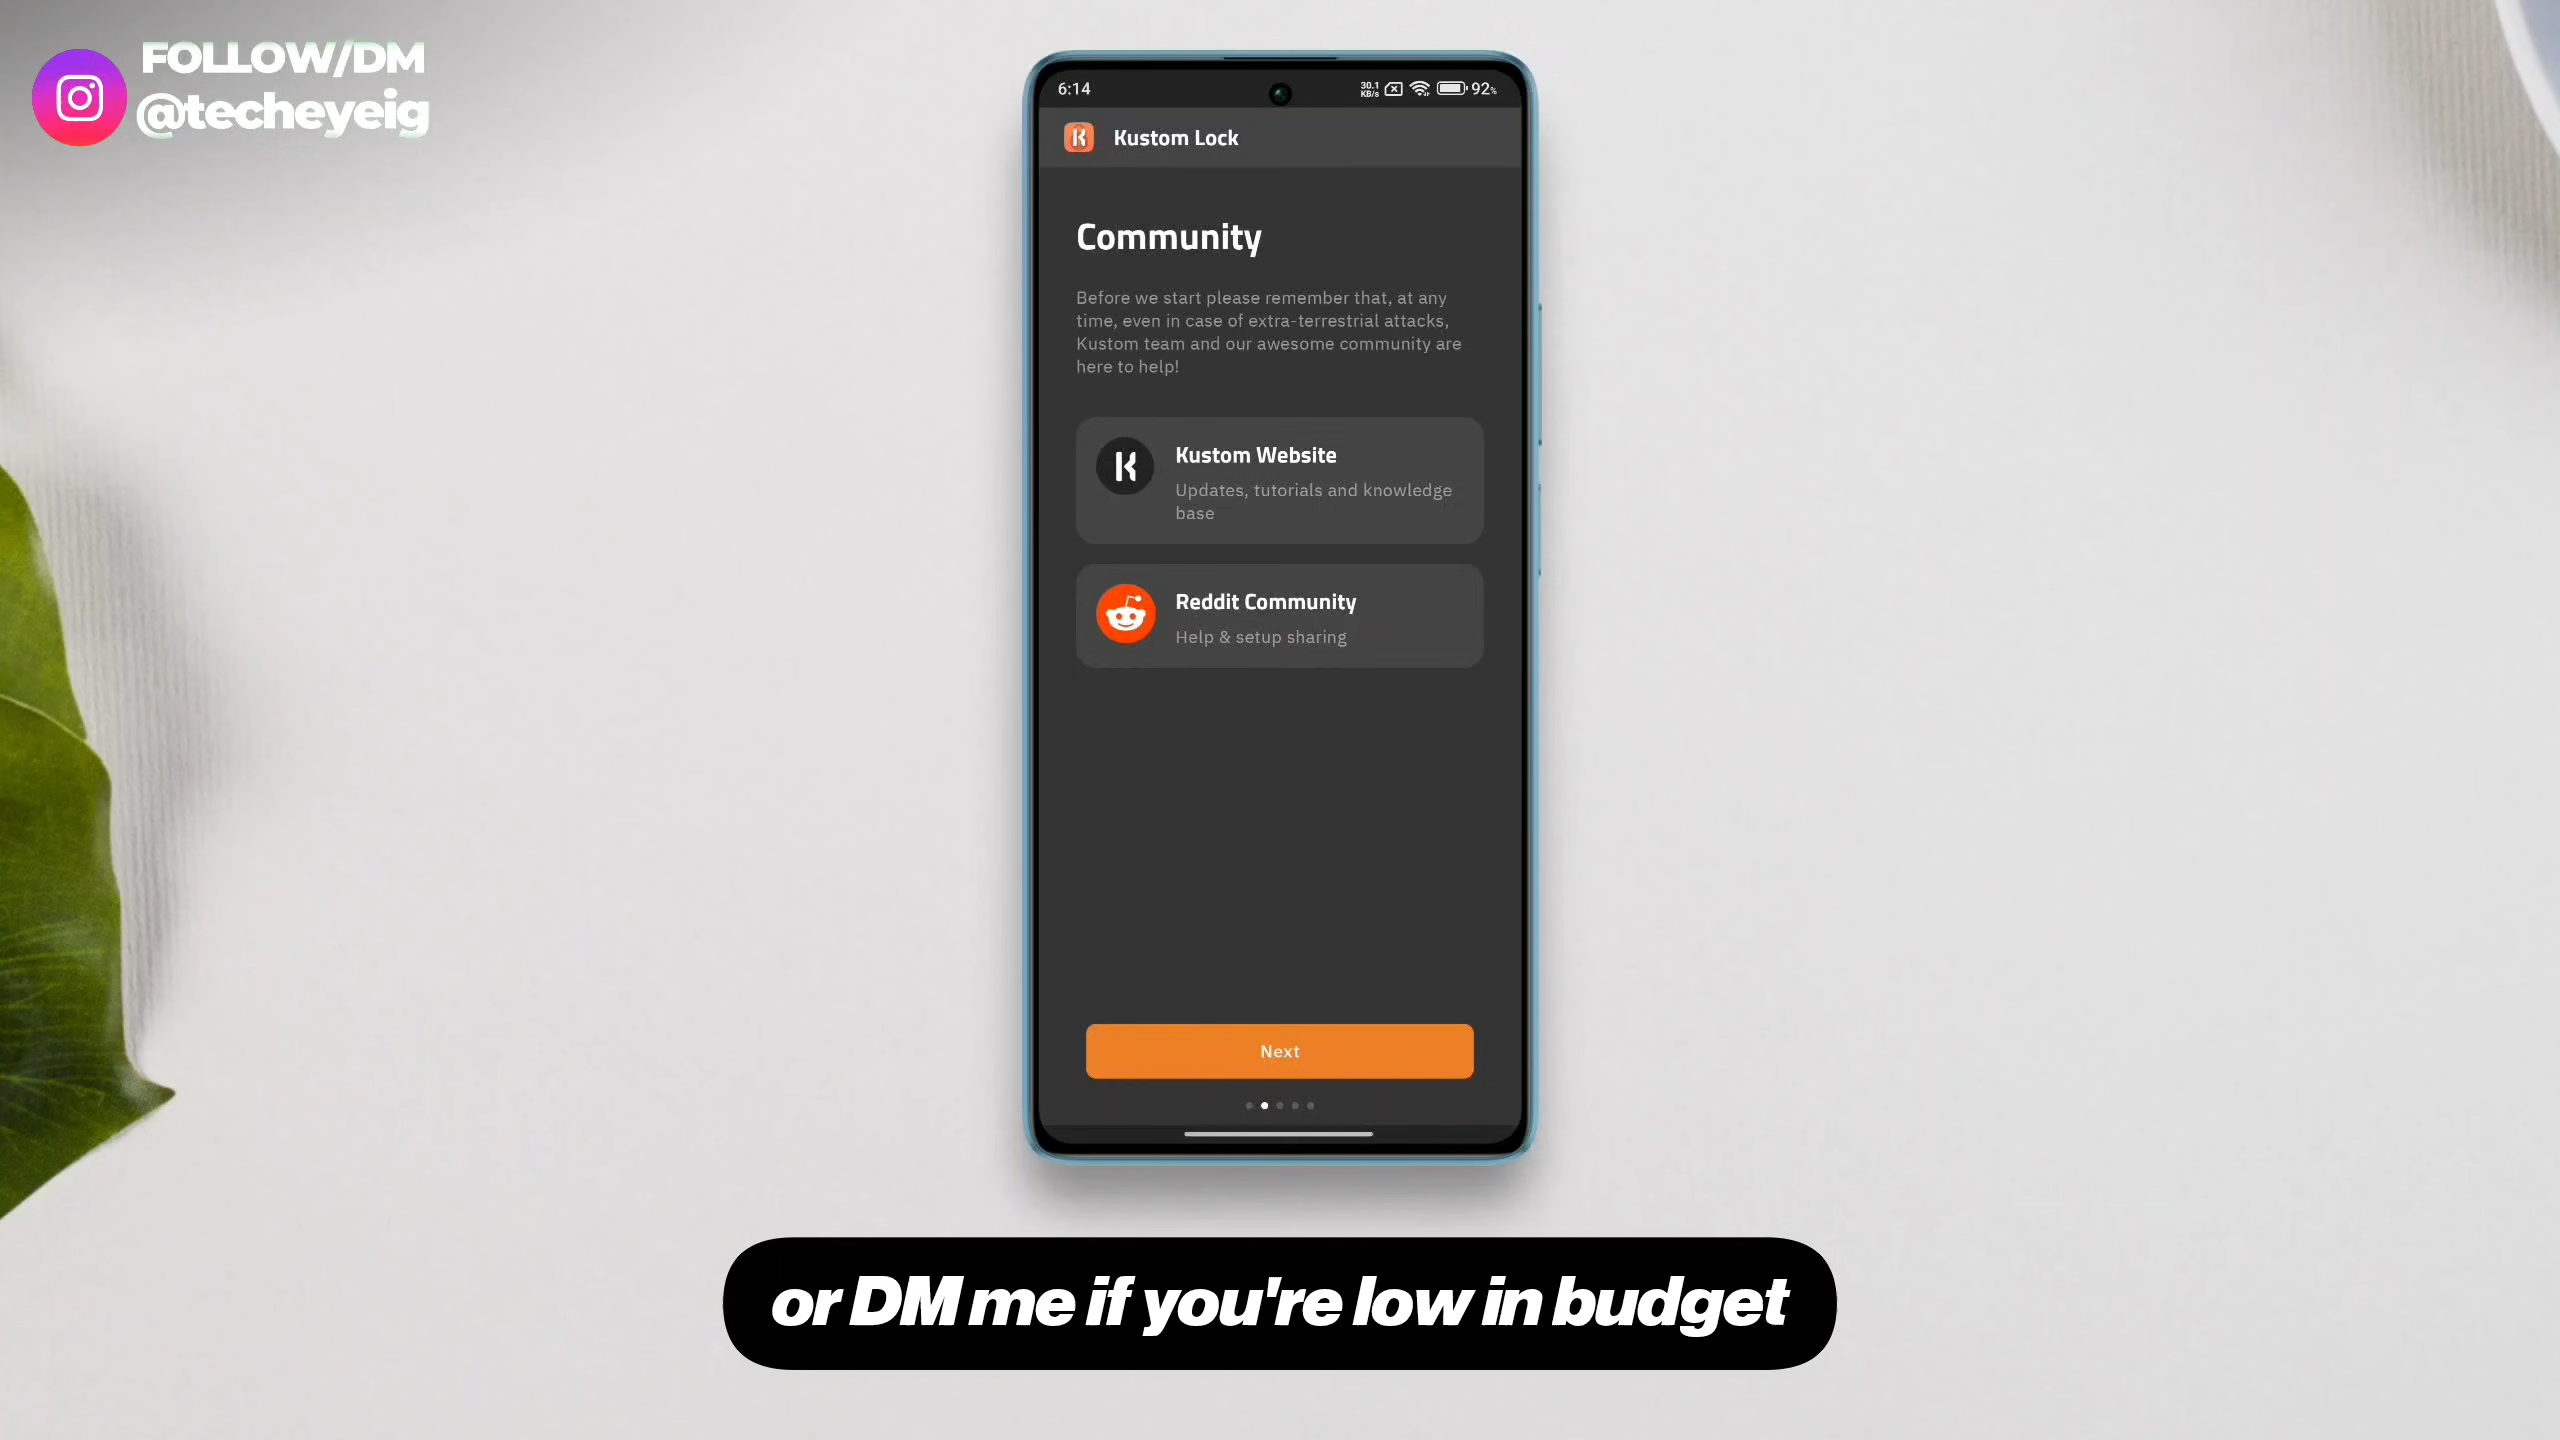 FOLLOW/DM
@techeyeig
6:14
30.1
KB/s
92%
Kustom Lock
Community
Before we start please remember that, at any
time, even in case of extra-terrestrial attacks,
Kustom team and our awesome community are
here to help!
Kustom Website
Updates, tutorials and knowledge
base
Reddit Community
Help & setup sharing
Next
or DM me if you're low in budget